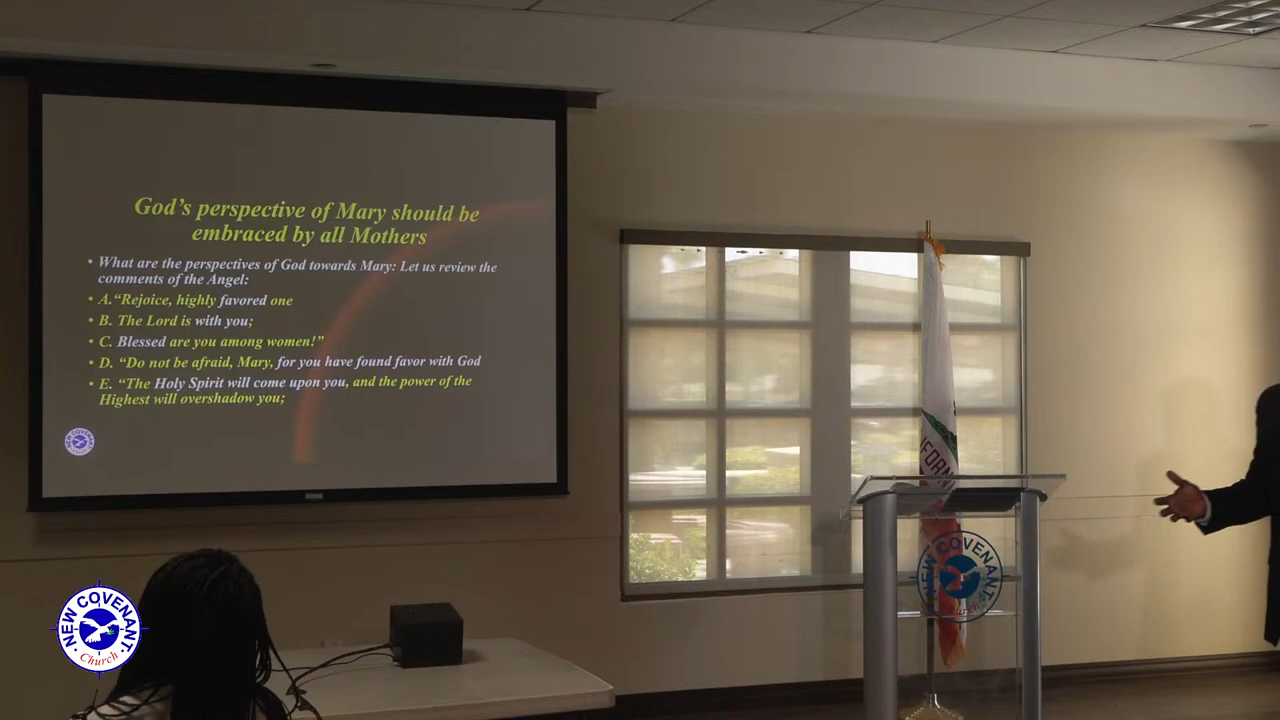 God's perspective of Mary should be
embraced by all Mothers
• What are the perspectives of God towards Mary: Let us review the
comments of the Angel:
• A.“Rejoice, highly favored one
• B. The Lord is with you;
• C. Blessed are you among women!”
• D. “Do not be afraid, Mary, for you have found favor with God
• E. “The Holy Spirit will come upon you, and the power of the
Highest will overshadow you;
NEW COVENANT
Church
NEW COVENANT
Church